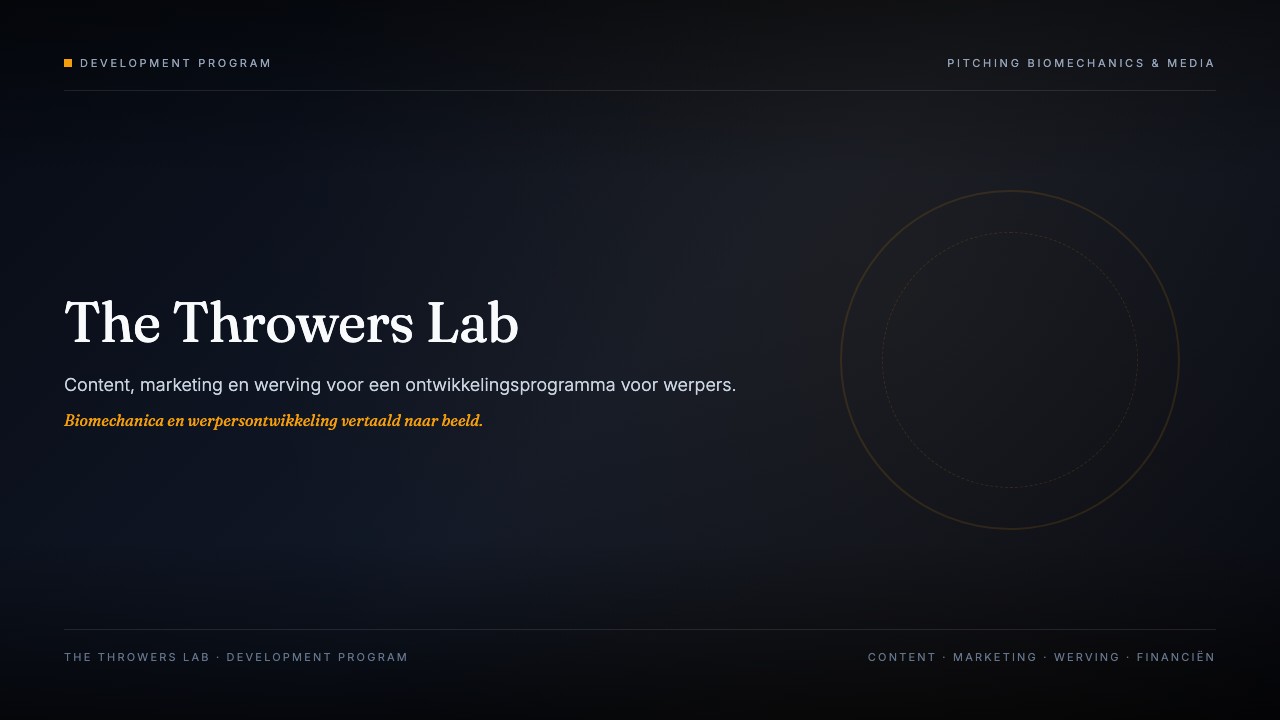 DEVELOPMENT PROGRAM
PITCHING BIOMECHANICS & MEDIA
The Throwers Lab
Content, marketing en werving voor een ontwikkelingsprogramma voor werpers.
Biomechanica en werpersontwikkeling vertaald naar beeld.
THE THROWERS LAB · DEVELOPMENT PROGRAM
CONTENT · MARKETING · WERVING · FINANCIËN